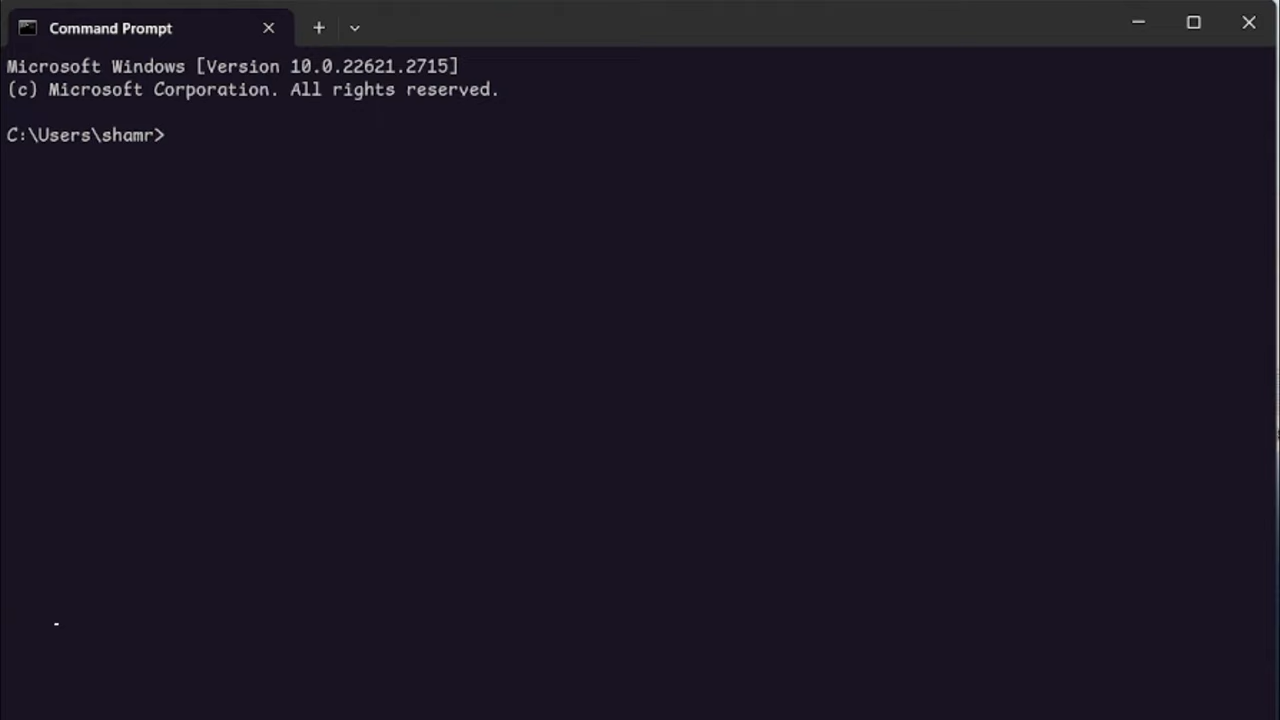 Command Prompt
Microsoft Windows [Version 10.0.22621.2715]
(c) Microsoft Corporation. All rights reserved.
C:\Users\shamr>